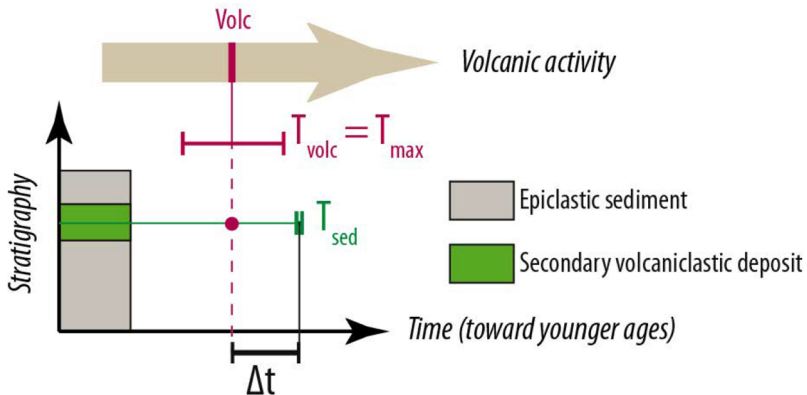 Volc
Volcanic activity
Tvolc = Tmax
Stratigraphy
Tsed
Epiclastic sediment
Secondary volcaniclastic deposit
Time (toward younger ages)
Δt